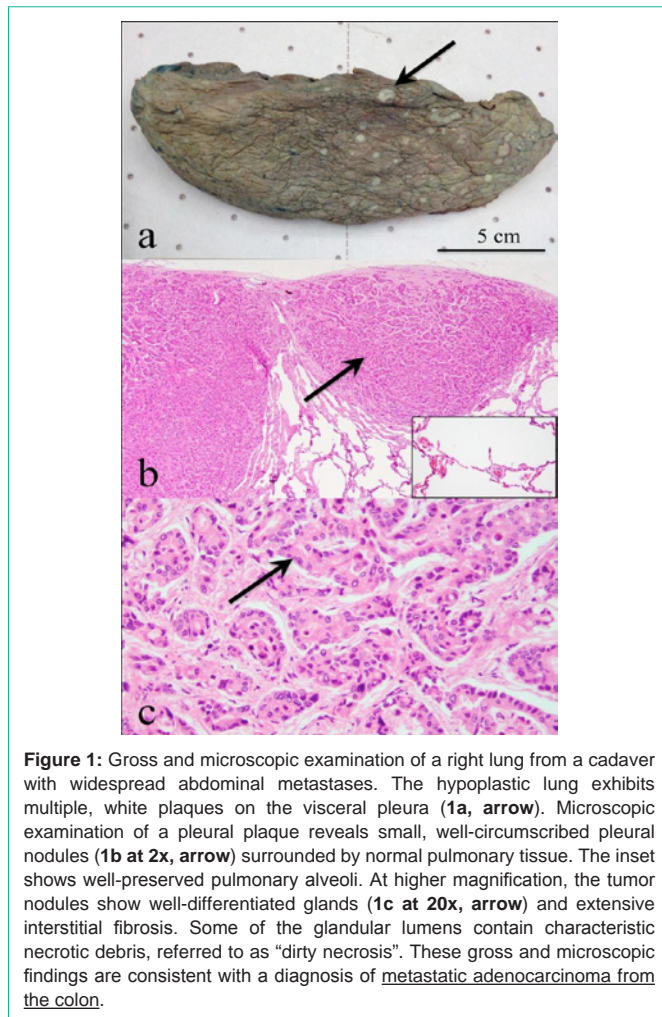 a
5 cm
b
c
Figure 1: Gross and microscopic examination of a right lung from a cadaver
with widespread abdominal metastases. The hypoplastic lung exhibits
multiple, white plaques on the visceral pleura (1a, arrow). Microscopic
examination of a pleural plaque reveals small, well-circumscribed pleural
nodules (1b at 2x, arrow) surrounded by normal pulmonary tissue. The inset
shows well-preserved pulmonary alveoli. At higher magnification, the tumor
nodules show well-differentiated glands (1c at 20x, arrow) and extensive
interstitial fibrosis. Some of the glandular lumens contain characteristic
necrotic debris, referred to as “dirty necrosis”. These gross and microscopic
findings are consistent with a diagnosis of metastatic adenocarcinoma from
the colon.